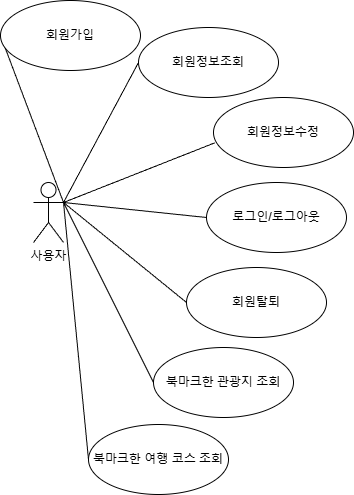 회원가입
회원정보조회
회원정보수정
로그인/로그아웃
사용자
회원탈퇴
북마크한 관광지 조회
북마크한 여행 코스 조회